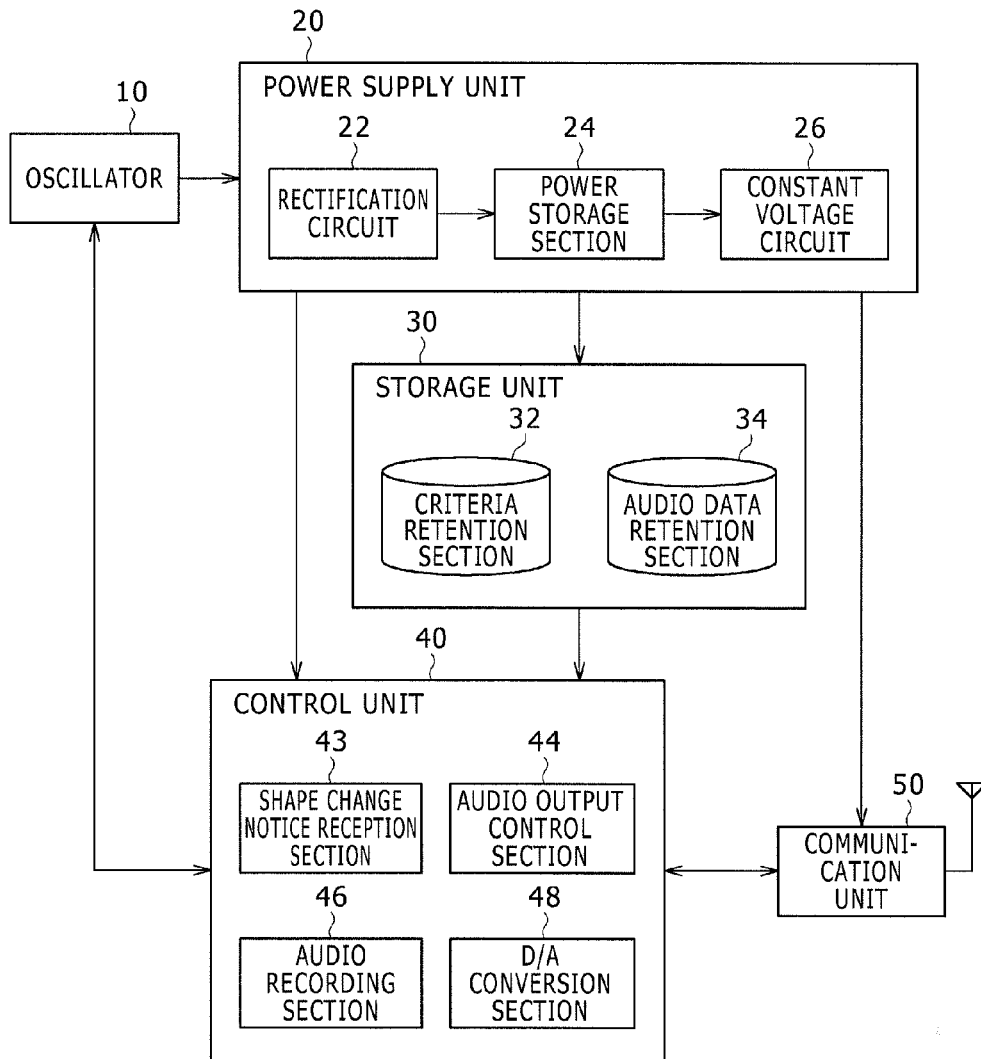 20
POWER SUPPLY UNIT
10
OSCILLATOR
22
RECTIFICATION
CIRCUIT
24
POWER
STORAGE
SECTION
26
CONSTANT
VOLTAGE
CIRCUIT
30
STORAGE UNIT
32
CRITERIA
RETENTION
SECTION
34
AUDIO DATA
RETENTION
SECTION
40
CONTROL UNIT
43
SHAPE CHANGE
NOTICE RECEPTION
SECTION
44
AUDIO OUTPUT
CONTROL
SECTION
46
AUDIO
RECORDING
SECTION
48
D/A
CONVERSION
SECTION
50
COMMUNI-
CATION
UNIT